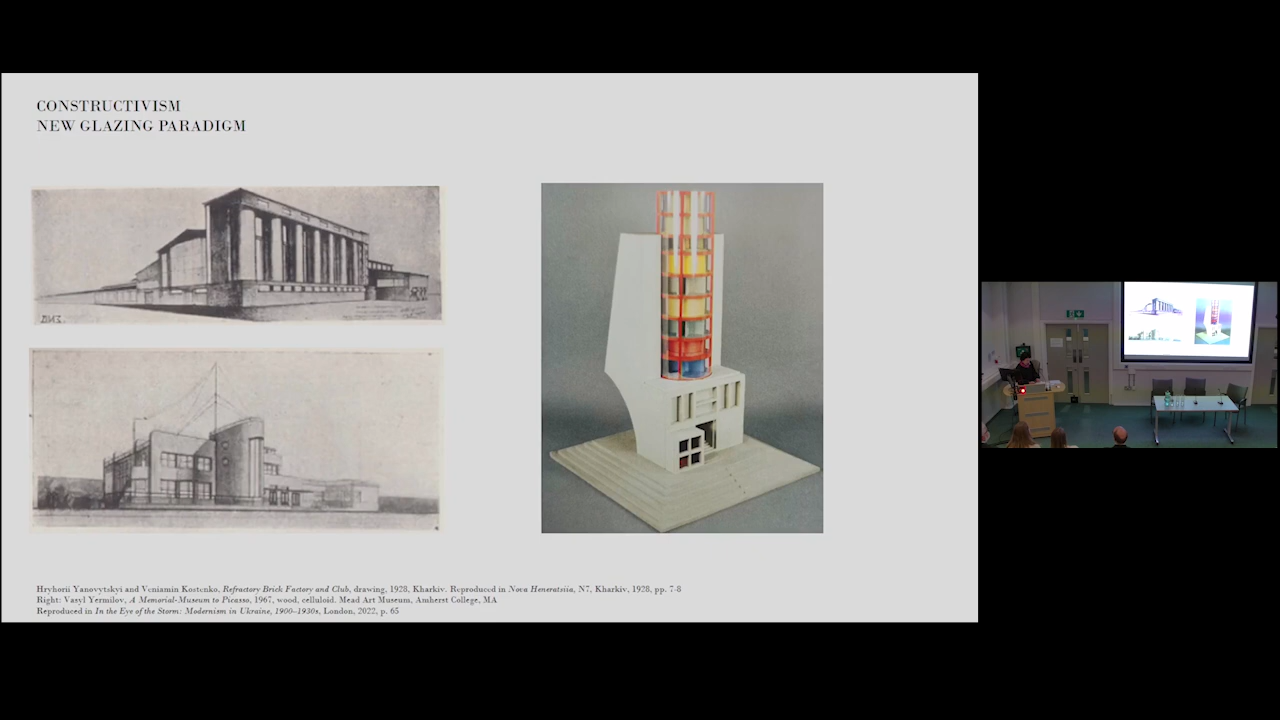 CONSTRUCTIVISM
NEW GLAZING PARADIGM
Hryhorii Yanovytskyi and Veniamin Kostenko, Refractory Brick Factory and Club, drawing, 1928, Kharkiv. Reproduced in Nova Heneratsiia, N7, Kharkiv, 1928, pp. 7-8
Right: Vasyl Yermilov, A Memorial-Museum to Picasso, 1967, wood, celluloid. Mead Art Museum, Amherst College, MA
Reproduced in In the Eye of the Storm: Modernism in Ukraine, 1900–1930s, London, 2022, p. 65